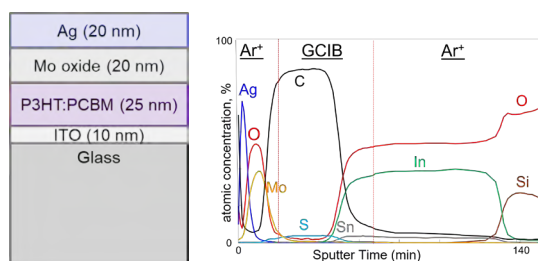 Ag (20 nm)
Mo oxide (20 nm)
P3HT:PCBM (25 nm)
ITO (10 nm)
Glass
Ar+ GCIB Ar+
100
atomic concentration, %
0
Ag
O
Mo
C
S
Sn
In
O
Si
0 140
Sputter Time (min)